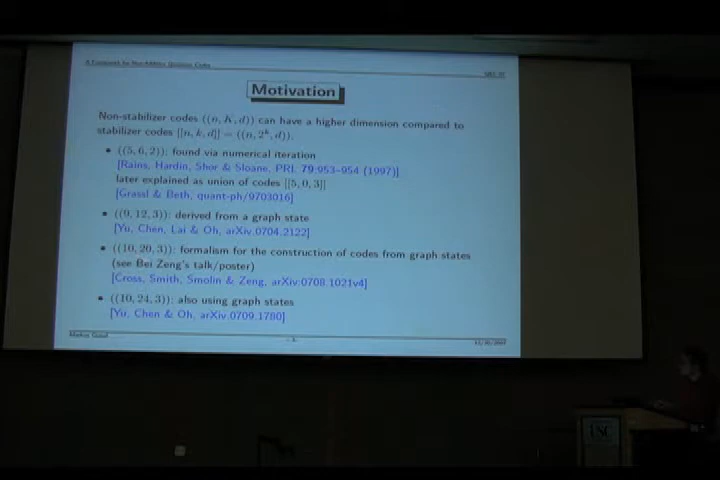 A Framework for Non-Additive Quantum Codes
Motivation
Non-stabilizer codes ((n, K, d)) can have a higher dimension compared to
stabilizer codes [[n, k, d]] = ((n, 2^k, d)).
• ((5, 6, 2)): found via numerical iteration
[Rains, Hardin, Shor & Sloane, PRL 79:953–954 (1997)]
later explained as union of codes [[5, 0, 3]]
[Grassl & Beth, quant-ph/9703016]
• ((9, 12, 3)): derived from a graph state
[Yu, Chen, Lai & Oh, arXiv:0704.2122]
• ((10, 20, 3)): formalism for the construction of codes from graph states
(see Bei Zeng's talk/poster)
[Cross, Smith, Smolin & Zeng, arXiv:0708.1021v4]
• ((10, 24, 3)): also using graph states
[Yu, Chen & Oh, arXiv:0709.1780]
Markus Grassl
USC